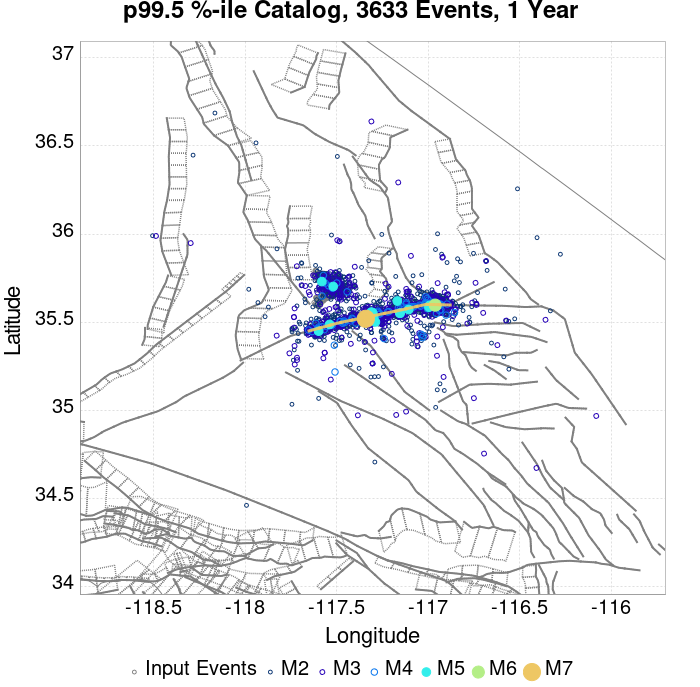 p99.5 %-ile Catalog, 3633 Events, 1 Year
37
36.5
36
35.5
35
34.5
34
Latitude
-118.5 -118 -117.5 -117 -116.5 -116
Longitude
Input Events M2 M3 M4 M5 M6 M7